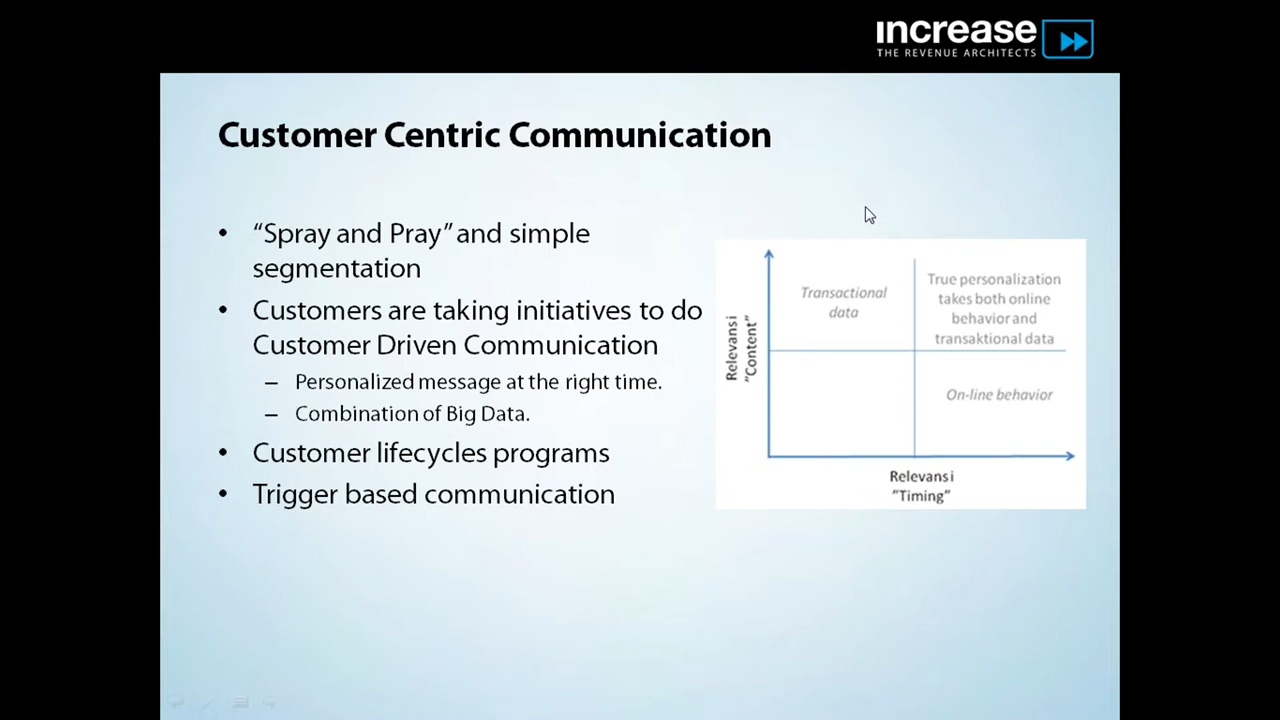 increase
THE REVENUE ARCHITECTS
Customer Centric Communication
• “Spray and Pray” and simple
segmentation
• Customers are taking initiatives to do
Customer Driven Communication
– Personalized message at the right time.
– Combination of Big Data.
• Customer lifecycles programs
• Trigger based communication
Relevansi
"Content"
Transactional
data
True personalization
takes both online
behavior and
transaktional data
On-line behavior
Relevansi
"Timing"